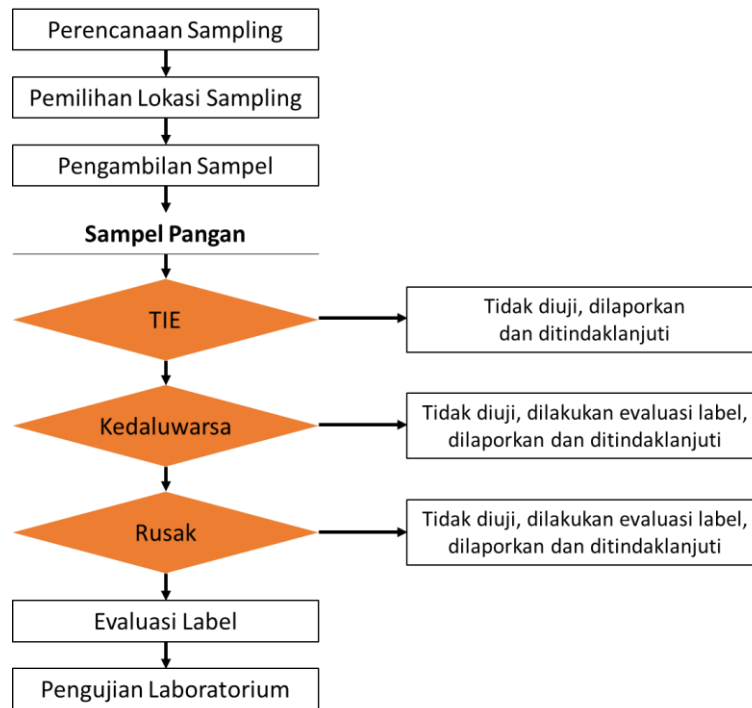 Perencanaan Sampling
Pemilihan Lokasi Sampling
Pengambilan Sampel
Sampel Pangan
TIE
Tidak diuji, dilaporkan
dan ditindaklanjuti
Kedaluwarsa
Tidak diuji, dilakukan evaluasi label,
dilaporkan dan ditindaklanjuti
Rusak
Tidak diuji, dilakukan evaluasi label,
dilaporkan dan ditindaklanjuti
Evaluasi Label
Pengujian Laboratorium